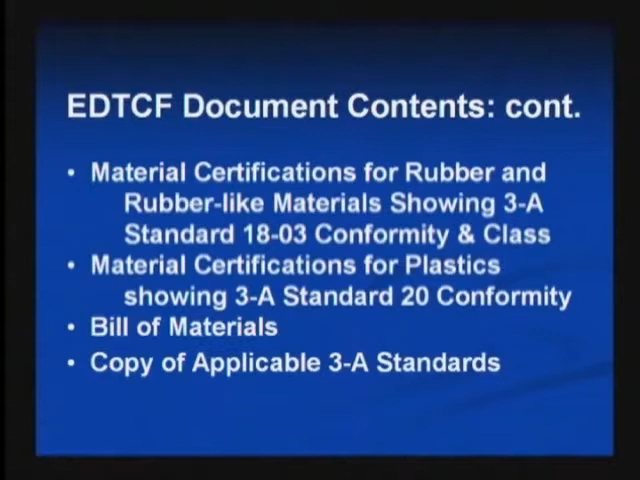 EDTCF Document Contents: cont.
• Material Certifications for Rubber and
Rubber-like Materials Showing 3-A
Standard 18-03 Conformity & Class
• Material Certifications for Plastics
showing 3-A Standard 20 Conformity
• Bill of Materials
• Copy of Applicable 3-A Standards